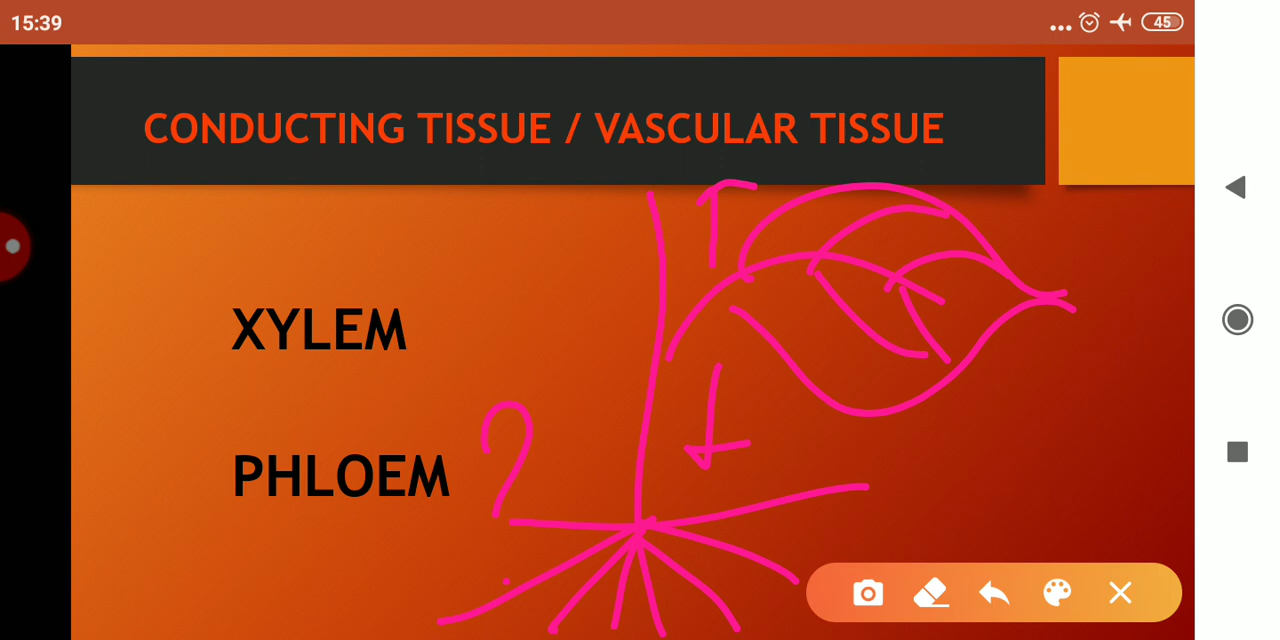 15:39
45
CONDUCTING TISSUE / VASCULAR TISSUE
XYLEM
PHLOEM ?